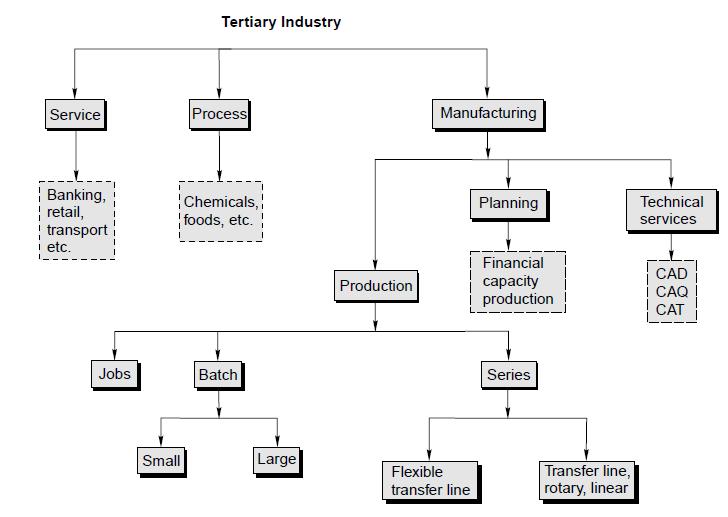 Tertiary Industry
Service
Process
Manufacturing
Banking,
retail,
transport
etc.
Chemicals,
foods, etc.
Planning
Technical
services
Financial
capacity
production
CAD
CAQ
CAT
Production
Jobs
Batch
Series
Small
Large
Flexible
transfer line
Transfer line,
rotary, linear